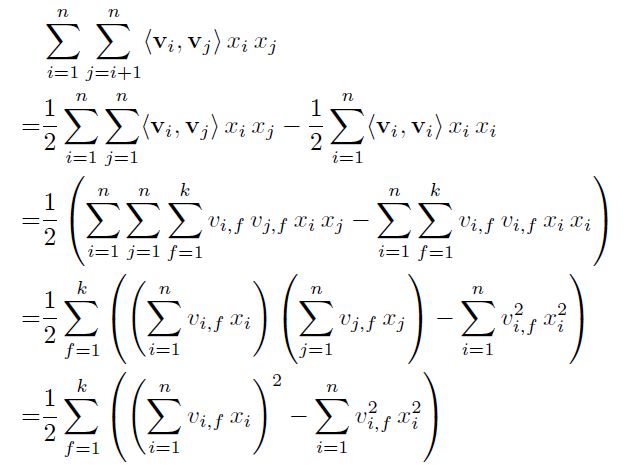 $\sum_{i=1}^{n} \sum_{j=i+1}^{n} \langle \mathbf{v}_i, \mathbf{v}_j \rangle \, x_i \, x_j$
$= \frac{1}{2} \sum_{i=1}^{n} \sum_{j=1}^{n} \langle \mathbf{v}_i, \mathbf{v}_j \rangle \, x_i \, x_j - \frac{1}{2} \sum_{i=1}^{n} \langle \mathbf{v}_i, \mathbf{v}_i \rangle \, x_i \, x_i$
$= \frac{1}{2} \left( \sum_{i=1}^{n} \sum_{j=1}^{n} \sum_{f=1}^{k} v_{i,f} \, v_{j,f} \, x_i \, x_j - \sum_{i=1}^{n} \sum_{f=1}^{k} v_{i,f} \, v_{i,f} \, x_i \, x_i \right)$
$= \frac{1}{2} \sum_{f=1}^{k} \left( \left( \sum_{i=1}^{n} v_{i,f} \, x_i \right) \left( \sum_{j=1}^{n} v_{j,f} \, x_j \right) - \sum_{i=1}^{n} v_{i,f}^2 \, x_i^2 \right)$
$= \frac{1}{2} \sum_{f=1}^{k} \left( \left( \sum_{i=1}^{n} v_{i,f} \, x_i \right)^2 - \sum_{i=1}^{n} v_{i,f}^2 \, x_i^2 \right)$